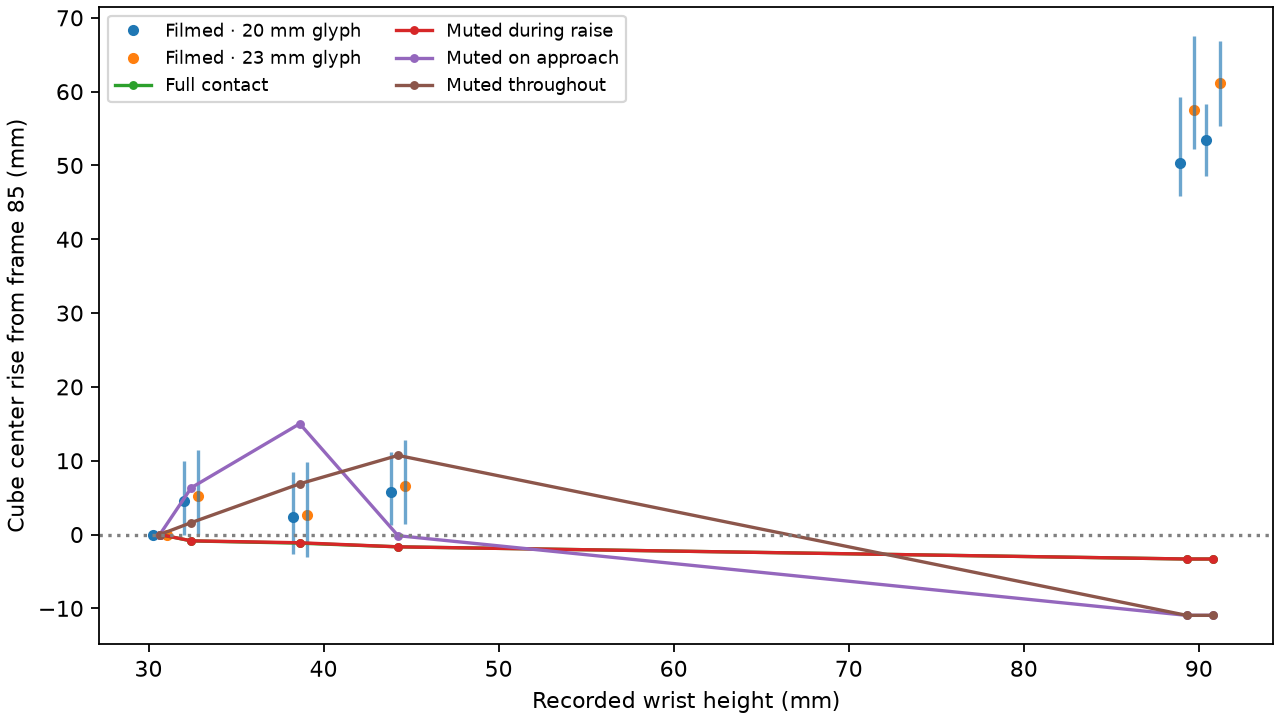 70
60
50
40
30
20
10
0
−10
Cube center rise from frame 85 (mm)
Filmed · 20 mm glyph
Filmed · 23 mm glyph
Full contact
Muted during raise
Muted on approach
Muted throughout
30 40 50 60 70 80 90
Recorded wrist height (mm)